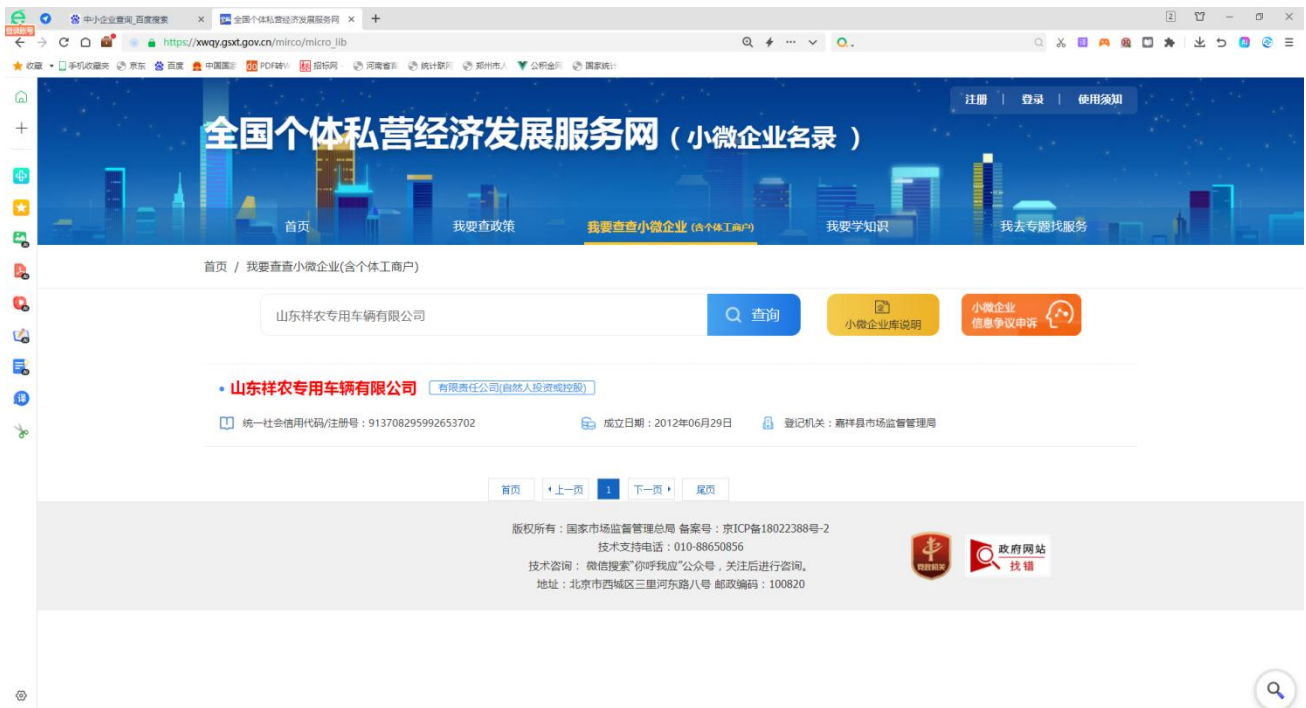 中小企业查询_百度搜索
全国个体私营经济发展服务网
2
登录账号
https://xwqy.gsxt.gov.cn/mirco/micro_lib
收藏 手机收藏夹 京东 百度 中国国 PDF转W 招标网 河南省 统计联网 郑州市人 公积金 国家统计
注册 | 登录 | 使用须知
全国个体私营经济发展服务网（小微企业名录 ）
首页 我要查政策 我要查查小微企业 (含个体工商户) 我要学知识 我去专题找服务
首页 / 我要查查小微企业(含个体工商户)
山东祥农专用车辆有限公司
查询
小微企业库说明
小微企业
信息争议申诉
山东祥农专用车辆有限公司 有限责任公司(自然人投资或控股)
统一社会信用代码/注册号：913708295992653702 成立日期：2012年06月29日 登记机关：嘉祥县市场监督管理局
首页 上一页 1 下一页 尾页
版权所有：国家市场监督管理总局 备案号：京ICP备18022388号-2
技术支持电话：010-88650856
技术咨询： 微信搜索“你呼我应”公众号，关注后进行咨询。
地址：北京市西城区三里河东路八号 邮政编码：100820
党政机关
政府网站
找错